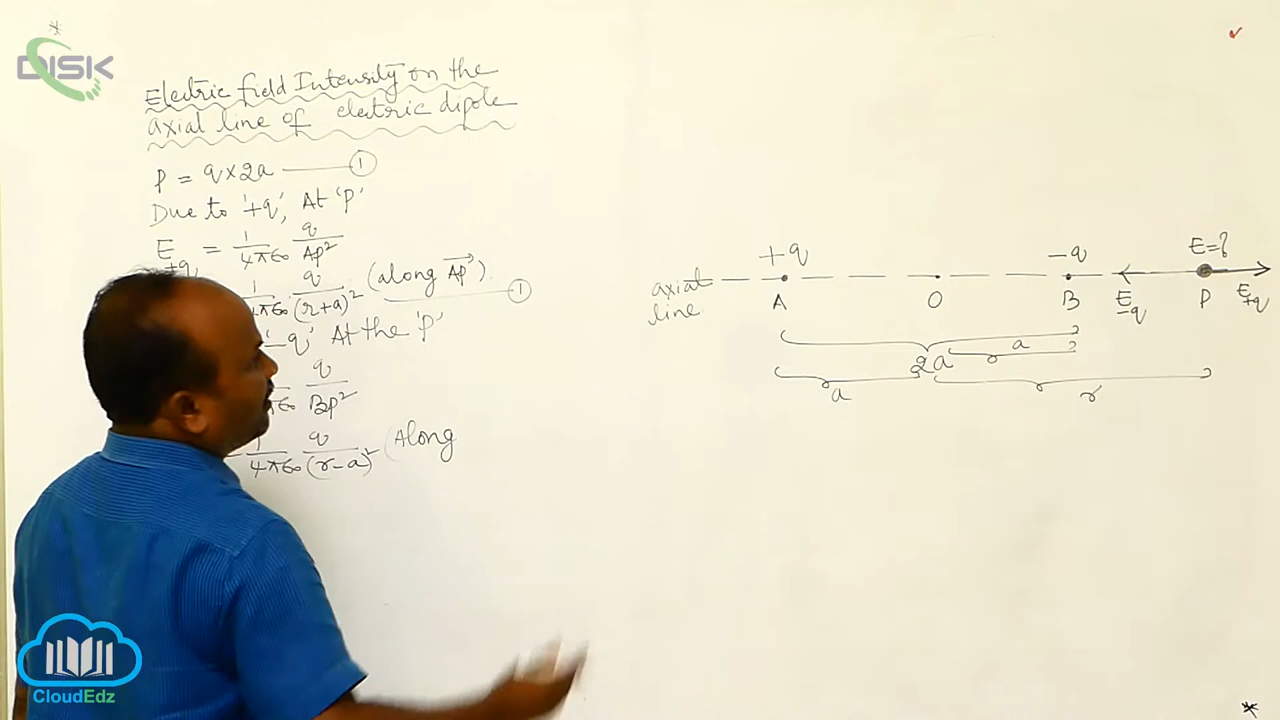 DISK
Electric field Intensity on the
axial line of electric dipole
P = q × 2a — 1
Due to '+q', At 'P'
E+q = 1/4πε₀ q/AP²
q/(r+a)² (along AP→). — 1
'-q' At the 'P'
q/BP²
1/4πε₀ q/(r-a)² (Along
+q -q E=?
axial line. A O B E-q P E+q
a
2a
a r
CloudEdz